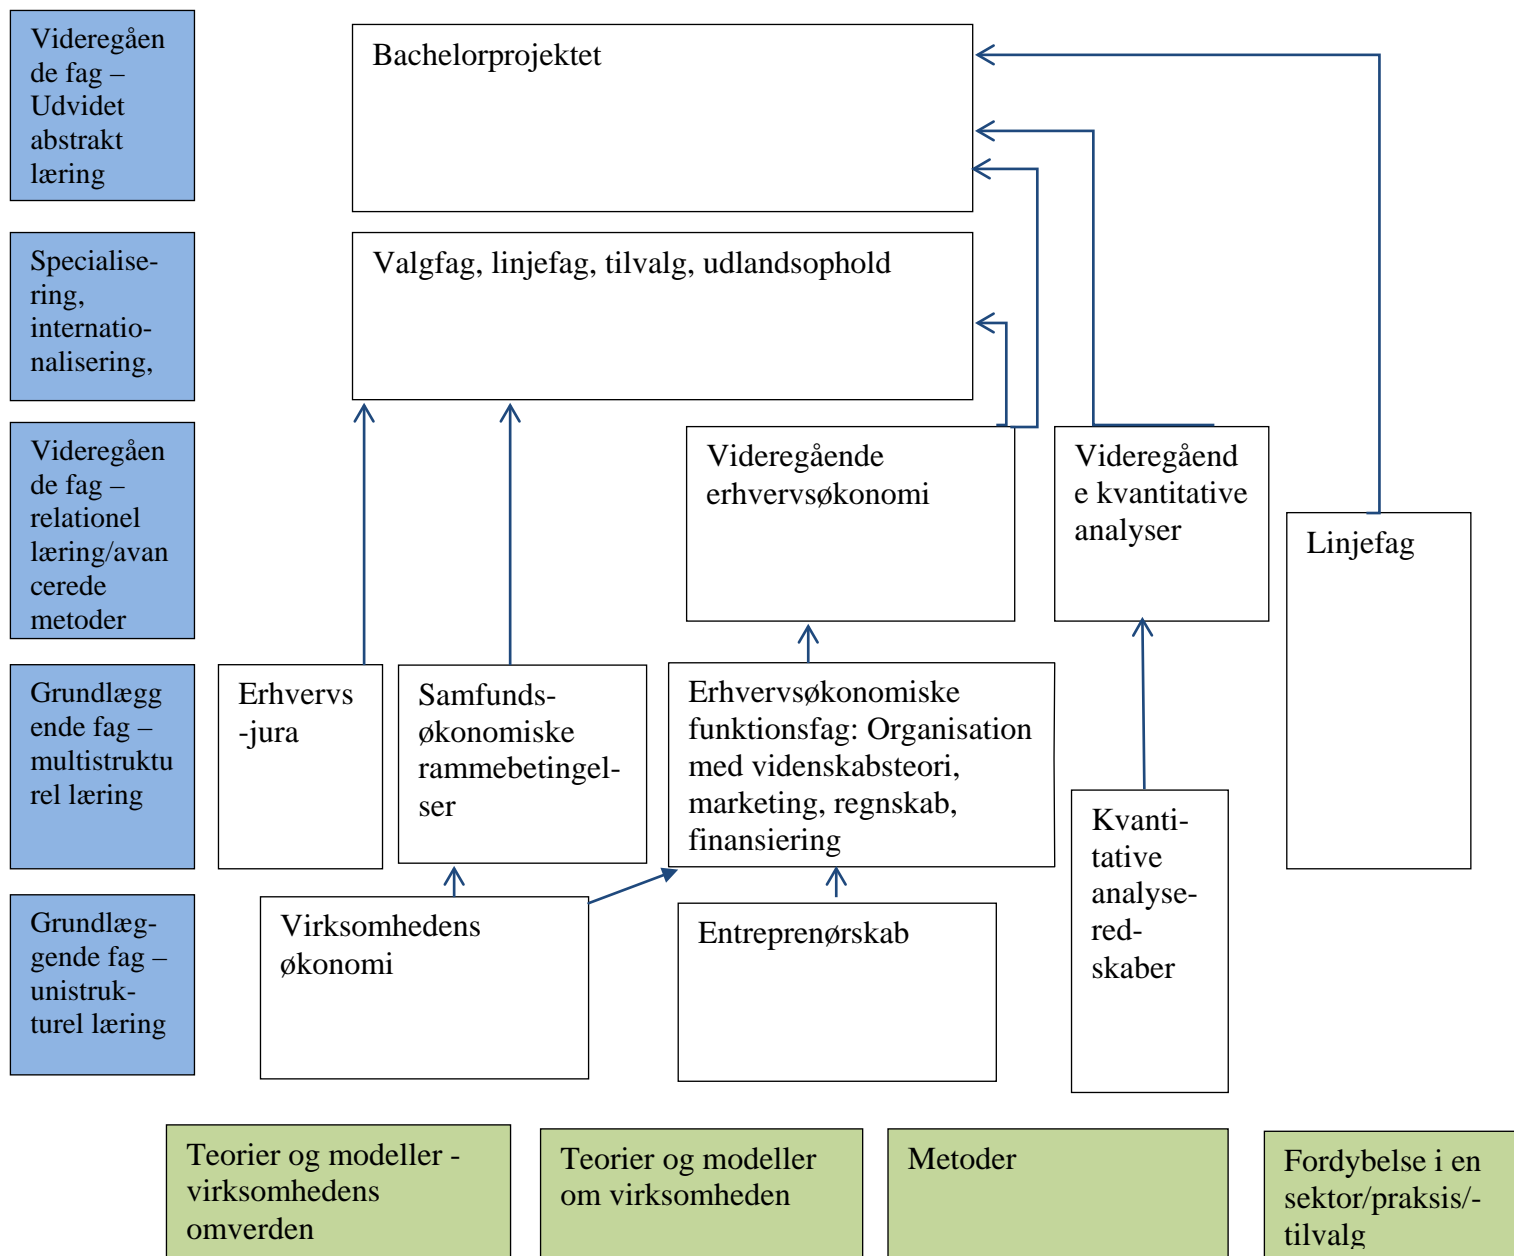 Videregåen
de fag –
Udvidet
abstrakt
læring
Bachelorprojektet
Specialise-
ring,
internatio-
nalisering,
Valgfag, linjefag, tilvalg, udlandsophold
Videregåen
de fag –
relationel
læring/avan
cerede
metoder
Videregående
erhvervsøkonomi
Videregåend
e kvantitative
analyser
Linjefag
Grundlægg
ende fag –
multistruktu
rel læring
Erhvervs
-jura
Samfunds-
økonomiske
rammebetingel-
ser
Erhvervsøkonomiske
funktionsfag: Organisation
med videnskabsteori,
marketing, regnskab,
finansiering
Kvanti-
tative
analyse-
red-
skaber
Grundlæg-
gende fag –
unistruk-
turel læring
Virksomhedens
økonomi
Entreprenørskab
Teorier og modeller -
virksomhedens
omverden
Teorier og modeller
om virksomheden
Metoder
Fordybelse i en
sektor/praksis/-
tilvalg